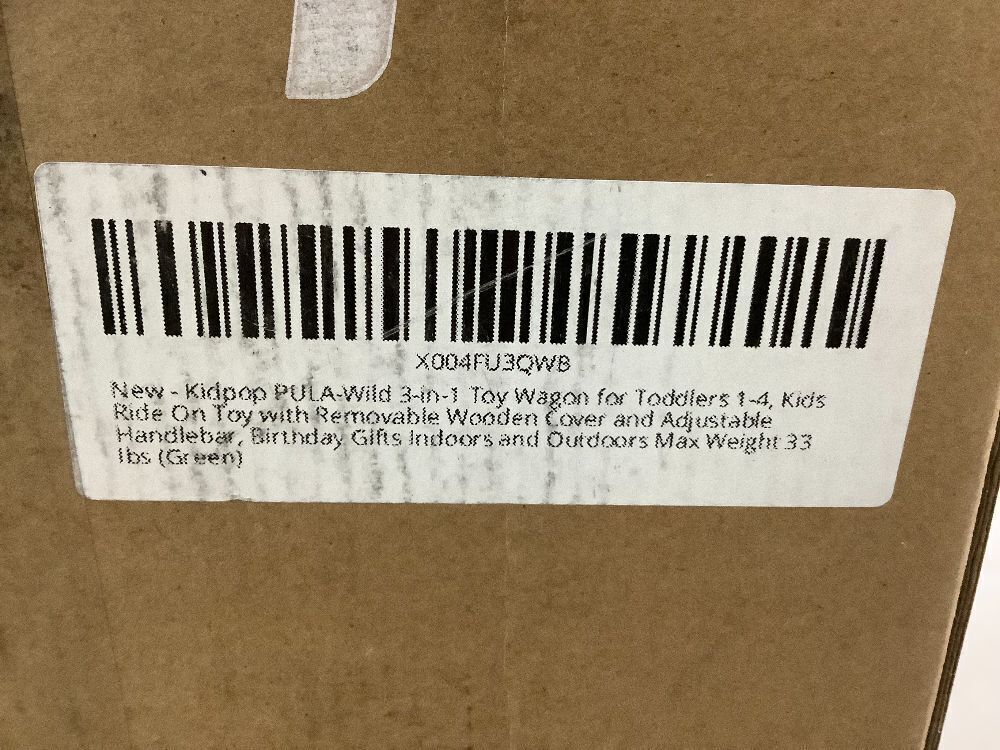 X004FU3QWB
New - Kidpop PULA-Wild 3-in-1 Toy Wagon for Toddlers 1-4, Kids
Ride On Toy with Removable Wooden Cover and Adjustable
Handlebar, Birthday Gifts Indoors and Outdoors Max Weight 33
lbs (Green)